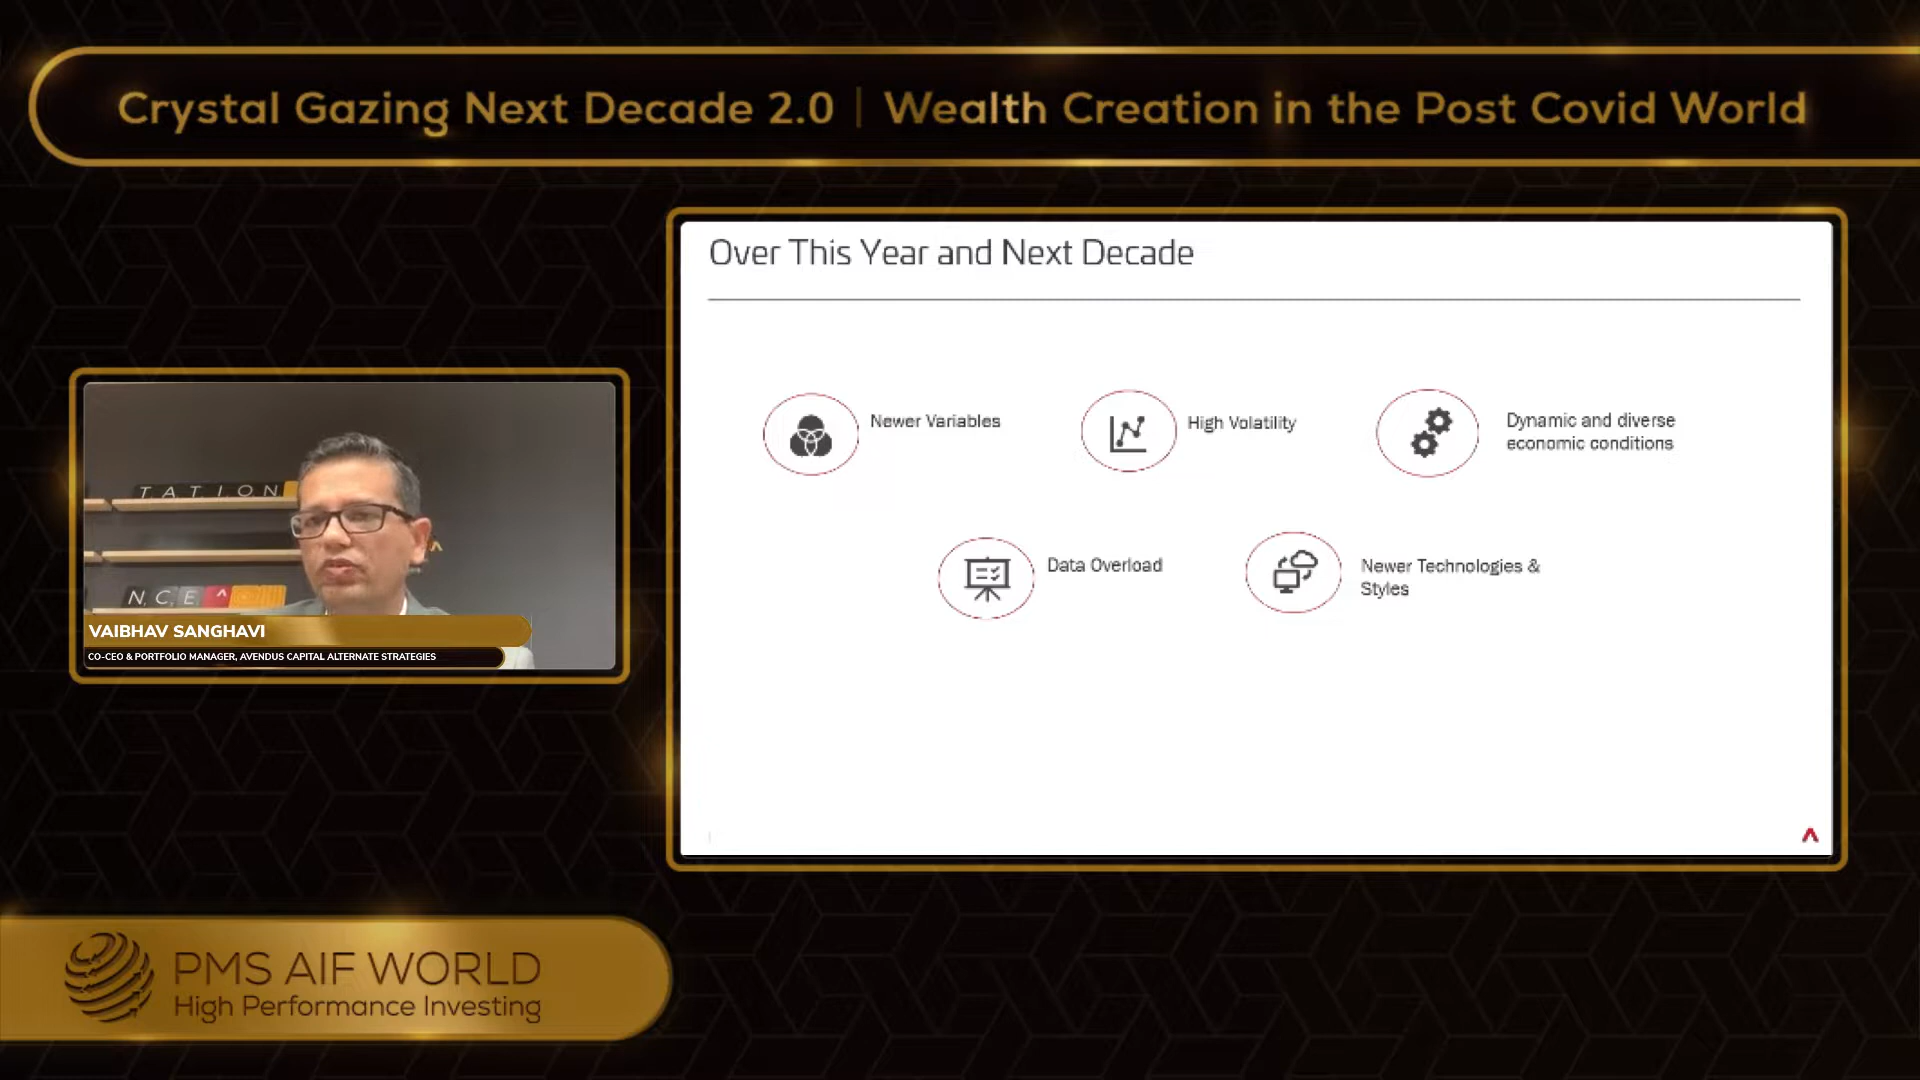 Crystal Gazing Next Decade 2.0 | Wealth Creation in the Post Covid World
Over This Year and Next Decade
Newer Variables
High Volatility
Dynamic and diverse
economic conditions
Data Overload
Newer Technologies &
Styles
TATION
NCE
VAIBHAV SANGHAVI
CO-CEO & PORTFOLIO MANAGER, AVENDUS CAPITAL ALTERNATE STRATEGIES
PMS AIF WORLD
High Performance Investing